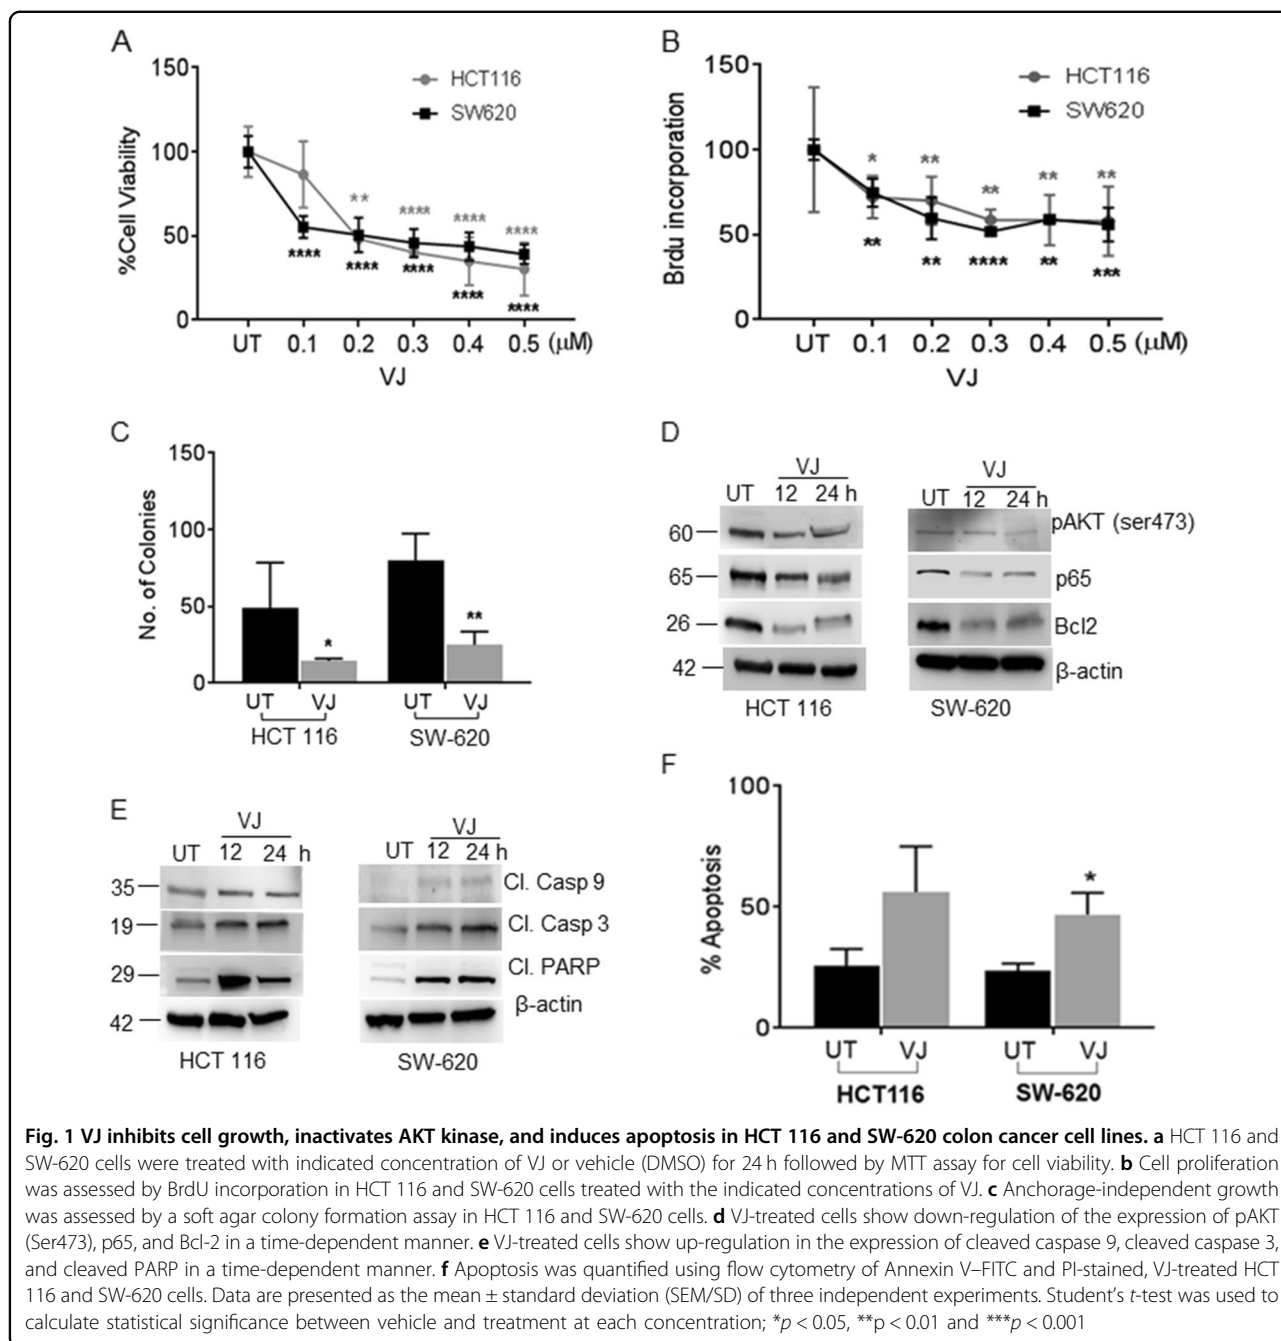 A
150
100
50
0
%Cell Viability
HCT116
SW620
**
****
****
****
****
****
****
****
****
UT 0.1 0.2 0.3 0.4 0.5 (μM)
VJ
B
150
100
50
0
Brdu incorporation
HCT116
SW620
*
**
**
**
**
**
**
****
**
***
UT 0.1 0.2 0.3 0.4 0.5 (μM)
VJ
C
150
100
50
0
No. of Colonies
*
**
UT VJ UT VJ
HCT 116 SW-620
D
VJ VJ
UT 12 24 h UT 12 24 h
60 pAKT (ser473)
65 p65
26 Bcl2
42 β-actin
HCT 116 SW-620
E
VJ VJ
UT 12 24 h UT 12 24 h
35 Cl. Casp 9
19 Cl. Casp 3
29 Cl. PARP
42 β-actin
HCT 116 SW-620
F
100
50
0
% Apoptosis
*
UT VJ UT VJ
HCT116 SW-620
Fig. 1 VJ inhibits cell growth, inactivates AKT kinase, and induces apoptosis in HCT 116 and SW-620 colon cancer cell lines. a HCT 116 and
SW-620 cells were treated with indicated concentration of VJ or vehicle (DMSO) for 24 h followed by MTT assay for cell viability. b Cell proliferation
was assessed by BrdU incorporation in HCT 116 and SW-620 cells treated with the indicated concentrations of VJ. c Anchorage-independent growth
was assessed by a soft agar colony formation assay in HCT 116 and SW-620 cells. d VJ-treated cells show down-regulation of the expression of pAKT
(Ser473), p65, and Bcl-2 in a time-dependent manner. e VJ-treated cells show up-regulation in the expression of cleaved caspase 9, cleaved caspase 3,
and cleaved PARP in a time-dependent manner. f Apoptosis was quantified using flow cytometry of Annexin V–FITC and PI-stained, VJ-treated HCT
116 and SW-620 cells. Data are presented as the mean ± standard deviation (SEM/SD) of three independent experiments. Student's t-test was used to
calculate statistical significance between vehicle and treatment at each concentration; *p < 0.05, **p < 0.01 and ***p < 0.001